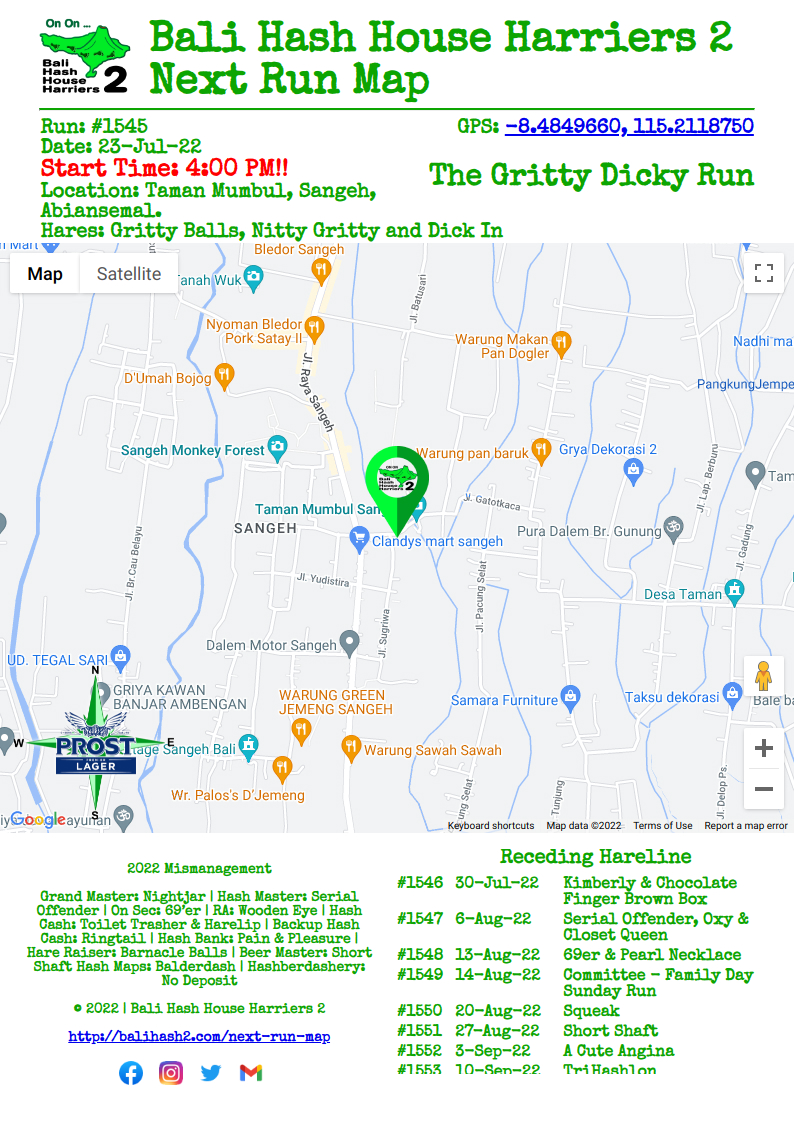 On On ...
Bali
Hash
House
Harriers 2
Bali Hash House Harriers 2
Next Run Map
Run: #1545
GPS: -8.4849660, 115.2118750
Date: 23-Jul-22
Start Time: 4:00 PM!!
The Gritty Dicky Run
Location: Taman Mumbul, Sangeh,
Abiansemal.
Hares: Gritty Balls, Nitty Gritty and Dick In
Mart
Map
Satellite
Bledor Sangeh
Tanah Wuk
Jl. Batusari
Nyoman Bledor
Pork Satay II
Warung Makan
Pan Dogler
Nadhi ma
D'Umah Bojog
Jl. Raya Sangeh
PangkungJempe
Sangeh Monkey Forest
Warung pan baruk
Grya Dekorasi 2
Jl. Lap. Berburu
Tam
ON ON
Bali
Hash
House
Harriers 2
Taman Mumbul San
Jl. Gatotkaca
SANGEH
Clandys mart sangeh
Pura Dalem Br. Gunung
Jl. Gadung
Jl. Br.Cau Belayu
Jl. Yudistira
Jl. Pacung Selat
Desa Taman
Jl. Sugriwa
Dalem Motor Sangeh
UD. TEGAL SARI
N
GRIYA KAWAN
BANJAR AMBENGAN
WARUNG GREEN
JEMENG SANGEH
Samara Furniture
Taksu dekorasi
Bale ba
W
PROST
LAGER
E
age Sangeh Bali
Warung Sawah Sawah
Wr. Palos's D'Jemeng
ung Selat
Tunjung
Jl. Delop Ps.
S
Google
ayunan
Keyboard shortcuts
Map data ©2022
Terms of Use
Report a map error
2022 Mismanagement
Grand Master: Nightjar | Hash Master: Serial
Offender | On Sec: 69'er | RA: Wooden Eye | Hash
Cash: Toilet Trasher & Harelip | Backup Hash
Cash: Ringtail | Hash Bank: Pain & Pleasure |
Hare Raiser: Barnacle Balls | Beer Master: Short
Shaft Hash Maps: Balderdash | Hashberdashery:
No Deposit
© 2022 | Bali Hash House Harriers 2
http://balihash2.com/next-run-map
Receding Hareline
#1546 30-Jul-22 Kimberly & Chocolate
Finger Brown Box
#1547 6-Aug-22 Serial Offender, Oxy &
Closet Queen
#1548 13-Aug-22 69er & Pearl Necklace
#1549 14-Aug-22 Committee - Family Day
Sunday Run
#1550 20-Aug-22 Squeak
#1551 27-Aug-22 Short Shaft
#1552 3-Sep-22 A Cute Angina
#1553 10-Sep-22 TriHashlon